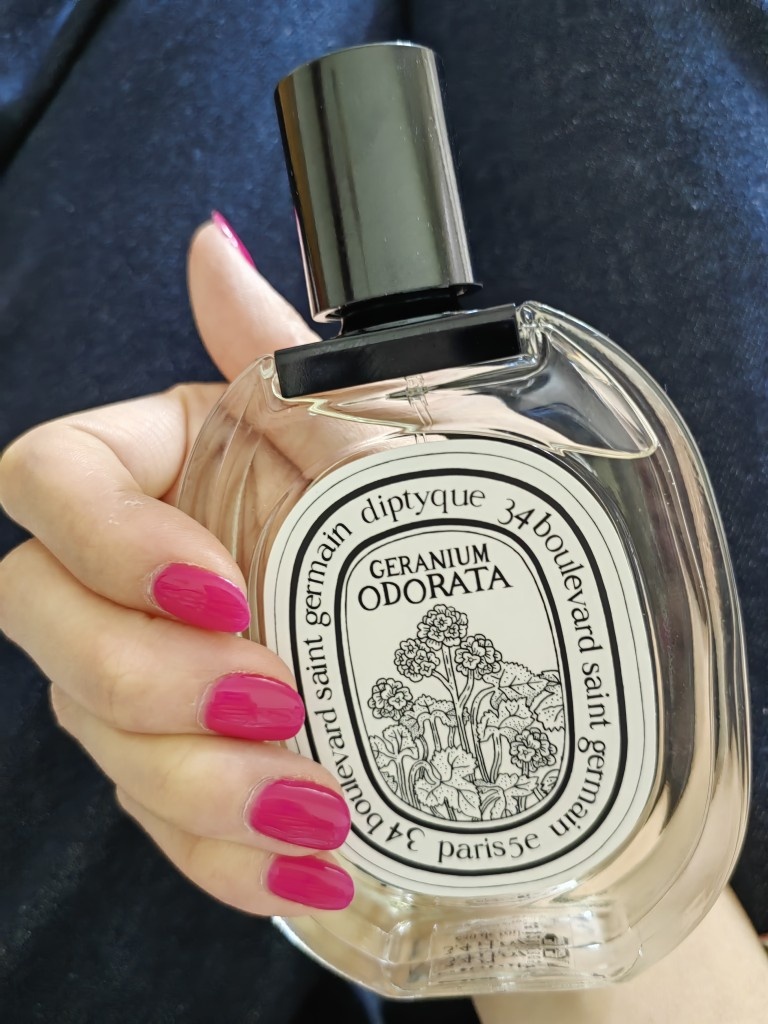 diptyque
34 boulevard saint germain
paris5e
34 boulevard saint germain
GERANIUM
ODORATA